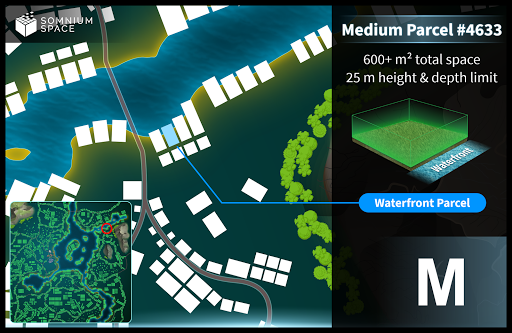 SOMNIUM
SPACE
Medium Parcel #4633
600+ m² total space
25 m height & depth limit
Waterfront
Waterfront Parcel
M